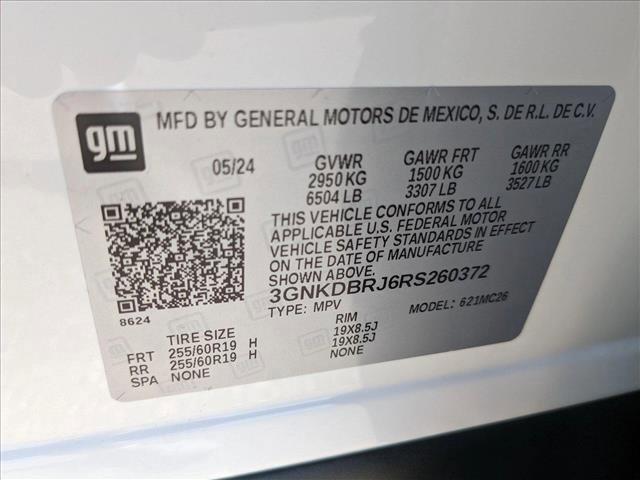 gm
MFD BY GENERAL MOTORS DE MEXICO, S. DE R.L. DE C.V.
05/24 GVWR GAWR FRT GAWR RR
2950 KG 1500 KG 1600 KG
6504 LB 3307 LB 3527 LB
THIS VEHICLE CONFORMS TO ALL
APPLICABLE U.S. FEDERAL MOTOR
VEHICLE SAFETY STANDARDS IN EFFECT
ON THE DATE OF MANUFACTURE
SHOWN ABOVE.
3GNKDBRJ6RS260372
TYPE: MPV MODEL: 621MC26
8624
TIRE SIZE RIM
FRT 255/60R19 H 19X8.5J
RR 255/60R19 H 19X8.5J
SPA NONE NONE